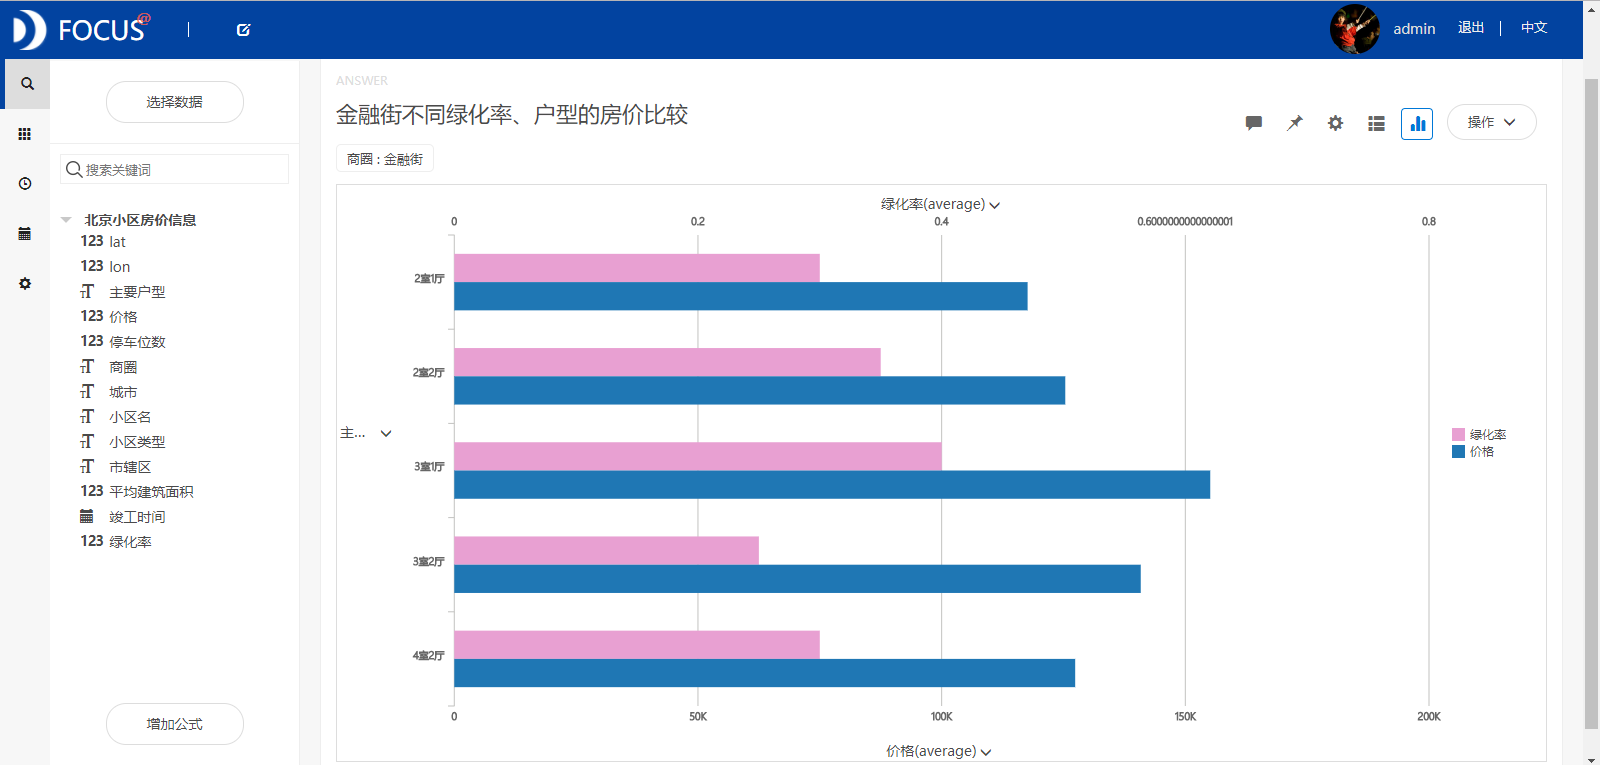 FOCUS@
admin
退出
中文
选择数据
搜索关键词
北京小区房价信息
123 lat
123 lon
TT 主要户型
123 价格
123 停车位数
TT 商圈
TT 城市
TT 小区名
TT 小区类型
TT 市辖区
123 平均建筑面积
竣工时间
123 绿化率
增加公式
ANSWER
金融街不同绿化率、户型的房价比较
操作
商圈 : 金融街
绿化率(average)
0 0.2 0.4 0.6000000000000001 0.8
2室1厅
2室2厅
主...
3室1厅
3室2厅
4室2厅
绿化率
价格
0 50K 100K 150K 200K
价格(average)